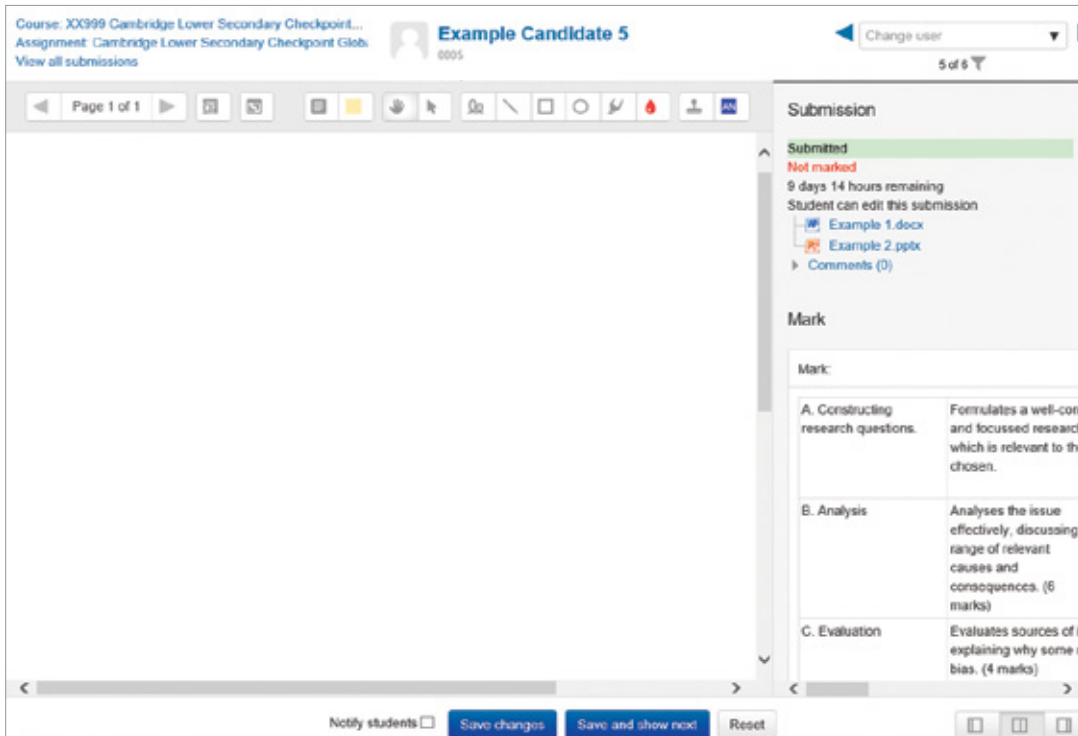 Course: XX999 Cambridge Lower Secondary Checkpoint...
Assignment: Cambridge Lower Secondary Checkpoint Glob
View all submissions
Example Candidate 5
0005
Change user
5 of 6
Page 1 of 1
AN
Submission
Submitted
Not marked
9 days 14 hours remaining
Student can edit this submission
Example 1.docx
Example 2.pptx
Comments (0)
Mark
Mark:
A. Constructing
research questions.
Formulates a well-con
and focussed research
which is relevant to th
chosen.
B. Analysis
Analyses the issue
effectively, discussing
range of relevant
causes and
consequences. (6
marks)
C. Evaluation
Evaluates sources of
explaining why some
bias. (4 marks)
Notify students
Save changes
Save and show next
Reset